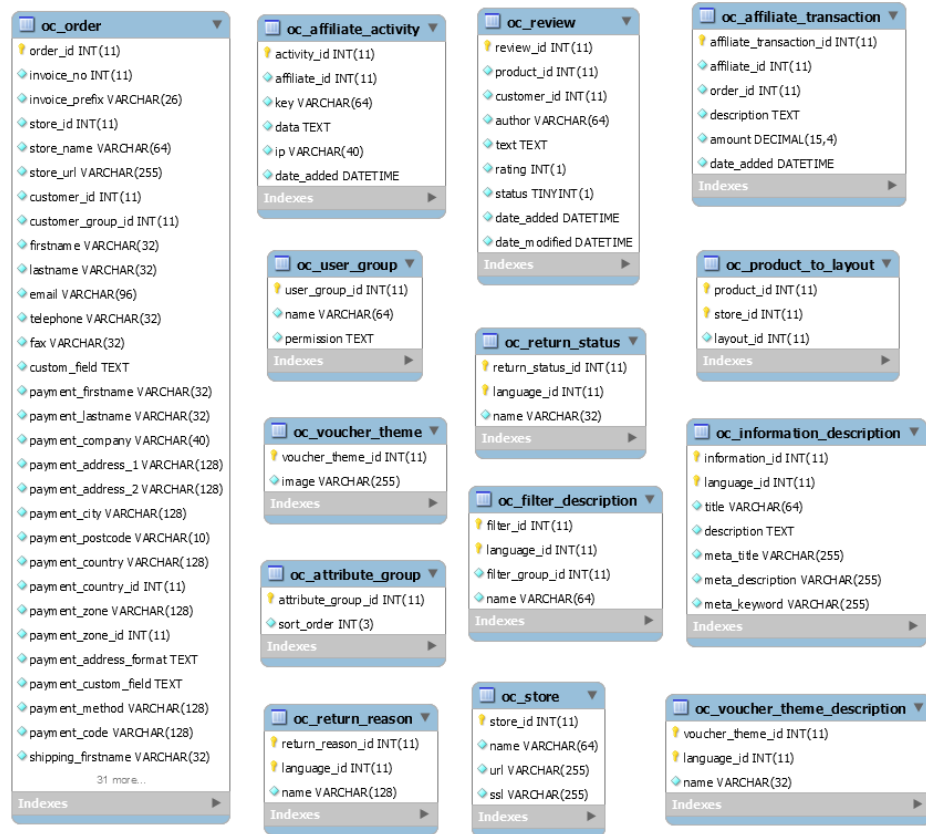 oc_order
order_id INT(11)
invoice_no INT(11)
invoice_prefix VARCHAR(26)
store_id INT(11)
store_name VARCHAR(64)
store_url VARCHAR(255)
customer_id INT(11)
customer_group_id INT(11)
firstname VARCHAR(32)
lastname VARCHAR(32)
email VARCHAR(96)
telephone VARCHAR(32)
fax VARCHAR(32)
custom_field TEXT
payment_firstname VARCHAR(32)
payment_lastname VARCHAR(32)
payment_company VARCHAR(40)
payment_address_1 VARCHAR(128)
payment_address_2 VARCHAR(128)
payment_city VARCHAR(128)
payment_postcode VARCHAR(10)
payment_country VARCHAR(128)
payment_country_id INT(11)
payment_zone VARCHAR(128)
payment_zone_id INT(11)
payment_address_format TEXT
payment_custom_field TEXT
payment_method VARCHAR(128)
payment_code VARCHAR(128)
shipping_firstname VARCHAR(32)
31 more...
Indexes
oc_affiliate_activity
activity_id INT(11)
affiliate_id INT(11)
key VARCHAR(64)
data TEXT
ip VARCHAR(40)
date_added DATETIME
Indexes
oc_user_group
user_group_id INT(11)
name VARCHAR(64)
permission TEXT
Indexes
oc_voucher_theme
voucher_theme_id INT(11)
image VARCHAR(255)
Indexes
oc_attribute_group
attribute_group_id INT(11)
sort_order INT(3)
Indexes
oc_return_reason
return_reason_id INT(11)
language_id INT(11)
name VARCHAR(128)
Indexes
oc_review
review_id INT(11)
product_id INT(11)
customer_id INT(11)
author VARCHAR(64)
text TEXT
rating INT(1)
status TINYINT(1)
date_added DATETIME
date_modified DATETIME
Indexes
oc_return_status
return_status_id INT(11)
language_id INT(11)
name VARCHAR(32)
Indexes
oc_filter_description
filter_id INT(11)
language_id INT(11)
filter_group_id INT(11)
name VARCHAR(64)
Indexes
oc_store
store_id INT(11)
name VARCHAR(64)
url VARCHAR(255)
ssl VARCHAR(255)
Indexes
oc_affiliate_transaction
affiliate_transaction_id INT(11)
affiliate_id INT(11)
order_id INT(11)
description TEXT
amount DECIMAL(15,4)
date_added DATETIME
Indexes
oc_product_to_layout
product_id INT(11)
store_id INT(11)
layout_id INT(11)
Indexes
oc_information_description
information_id INT(11)
language_id INT(11)
title VARCHAR(64)
description TEXT
meta_title VARCHAR(255)
meta_description VARCHAR(255)
meta_keyword VARCHAR(255)
Indexes
oc_voucher_theme_description
voucher_theme_id INT(11)
language_id INT(11)
name VARCHAR(32)
Indexes